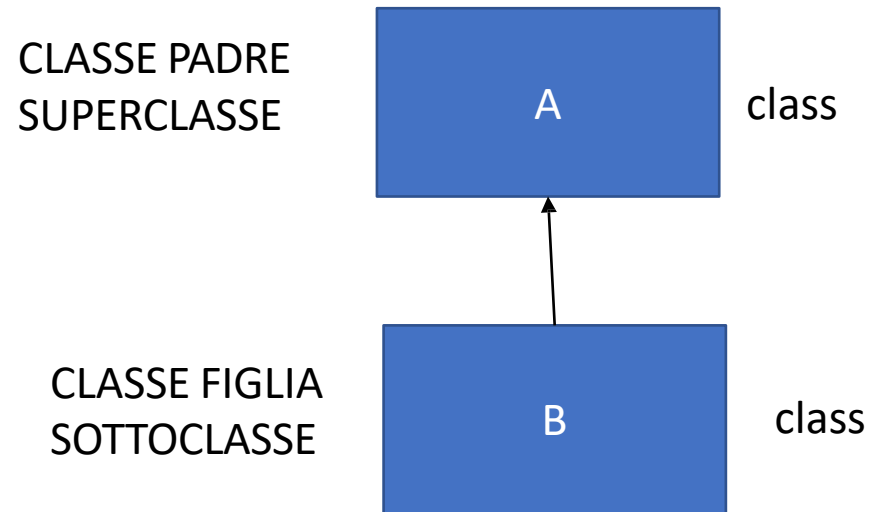 CLASSE PADRE
SUPERCLASSE
A
class
CLASSE FIGLIA
SOTTOCLASSE
B
class